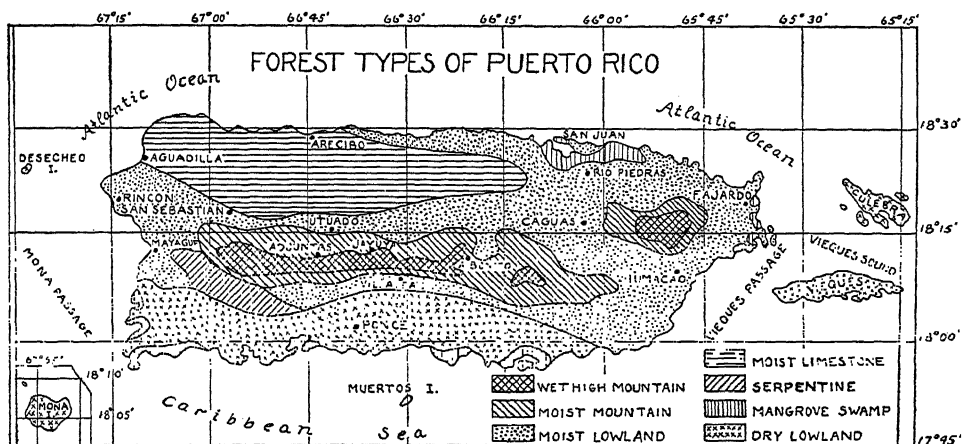 67°15' 67°00' 66°45' 66°30' 66°15' 66°00' 65°45' 65°30' 65°15'
FOREST TYPES OF PUERTO RICO
Atlantic Ocean
Atlantic Ocean
18°30'
SAN JUAN
ARECIBO
DESECHEO I.
AGUADILLA
RIO PIEDRAS
RINCON
FAJARDO
SAN SEBASTIAN
UTUADO
CAGUAS
18°15'
ADJUNTAS
VIEQUES SOUND
HUMACAO
VIEQUES
MONA PASSAGE
VIEQUES PASSAGE
PONCE
18°00'
MOIST LIMESTONE
18°10'
MUERTOS I.
WET HIGH MOUNTAIN
SERPENTINE
MONA I.
18°05'
MOIST MOUNTAIN
MANGROVE SWAMP
Caribbean Sea
MOIST LOWLAND
DRY LOWLAND
17°45'